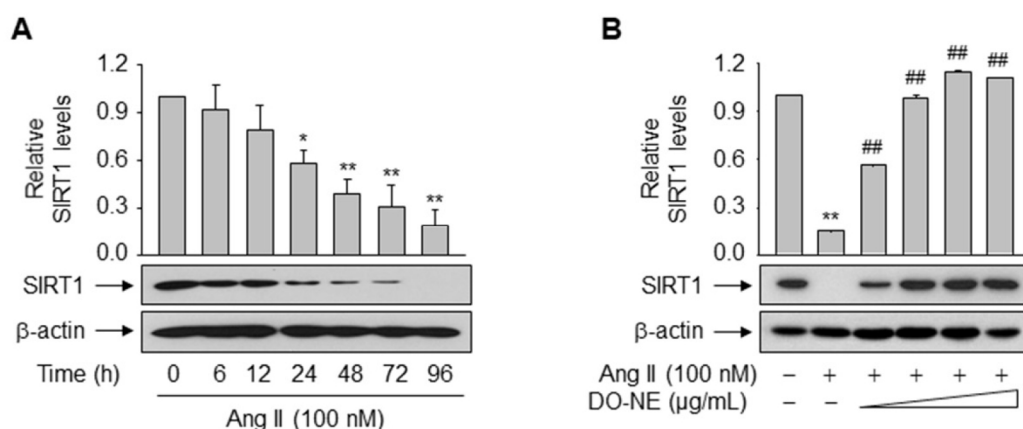 A
Relative
SIRT1 levels
1.2
0.9
0.6
0.3
0.0
* ** ** **
SIRT1
β-actin
Time (h) 0 6 12 24 48 72 96
Ang II (100 nM)
B
Relative
SIRT1 levels
1.2
0.9
0.6
0.3
0.0
** ## ## ## ##
SIRT1
β-actin
Ang II (100 nM) – + + + + +
DO-NE (µg/mL) – –